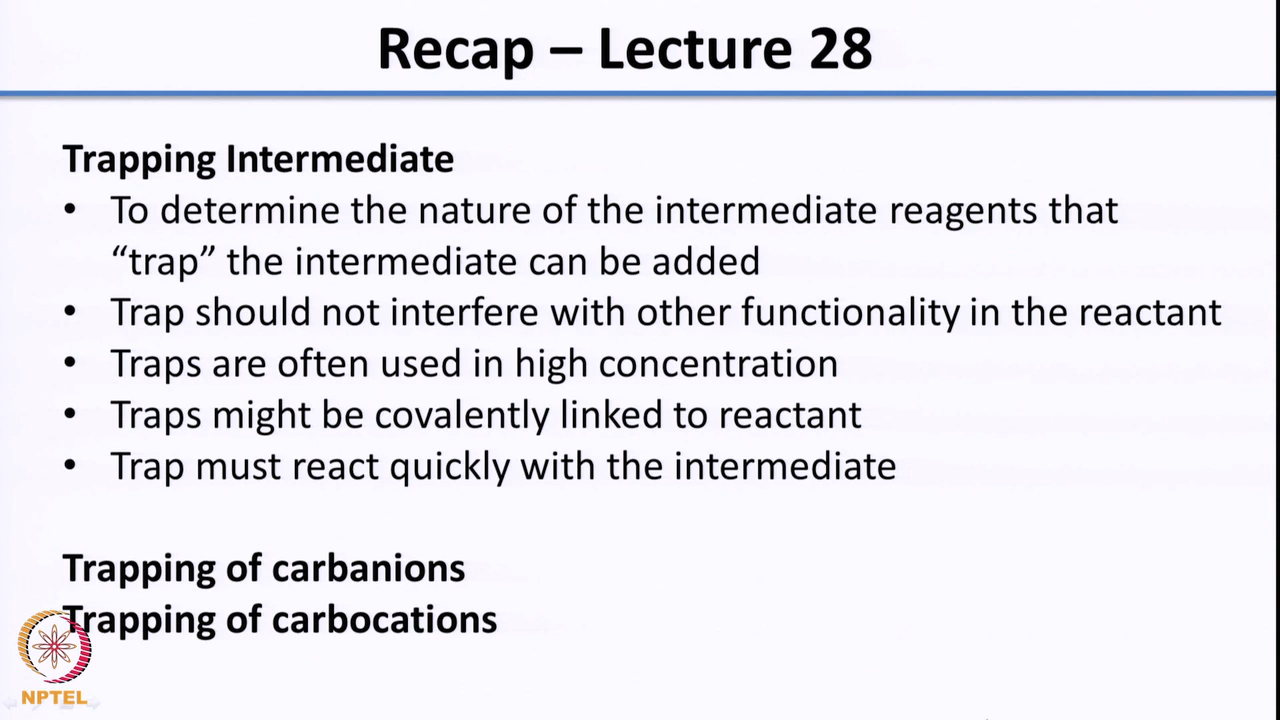 Recap – Lecture 28
Trapping Intermediate
• To determine the nature of the intermediate reagents that
“trap” the intermediate can be added
• Trap should not interfere with other functionality in the reactant
• Traps are often used in high concentration
• Traps might be covalently linked to reactant
• Trap must react quickly with the intermediate
Trapping of carbanions
Trapping of carbocations
NPTEL